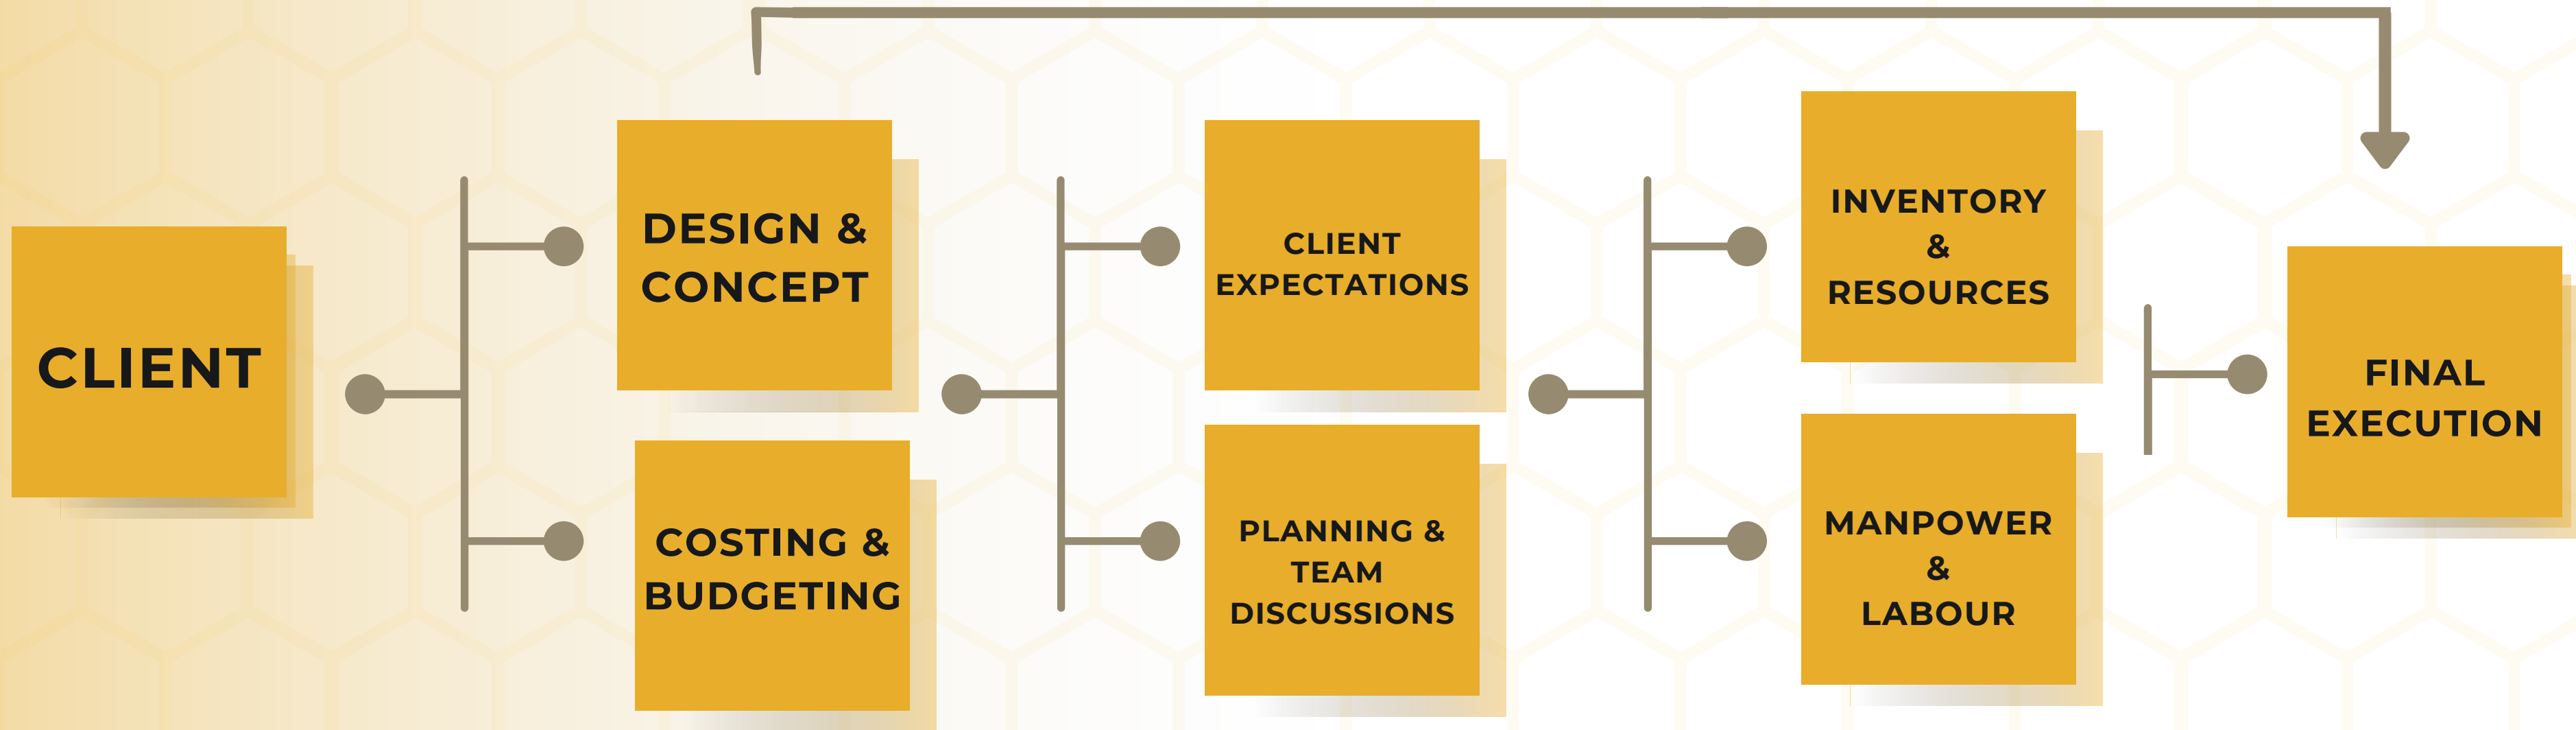 CLIENT
DESIGN &
CONCEPT
COSTING &
BUDGETING
CLIENT
EXPECTATIONS
PLANNING &
TEAM
DISCUSSIONS
INVENTORY
&
RESOURCES
MANPOWER
&
LABOUR
FINAL
EXECUTION